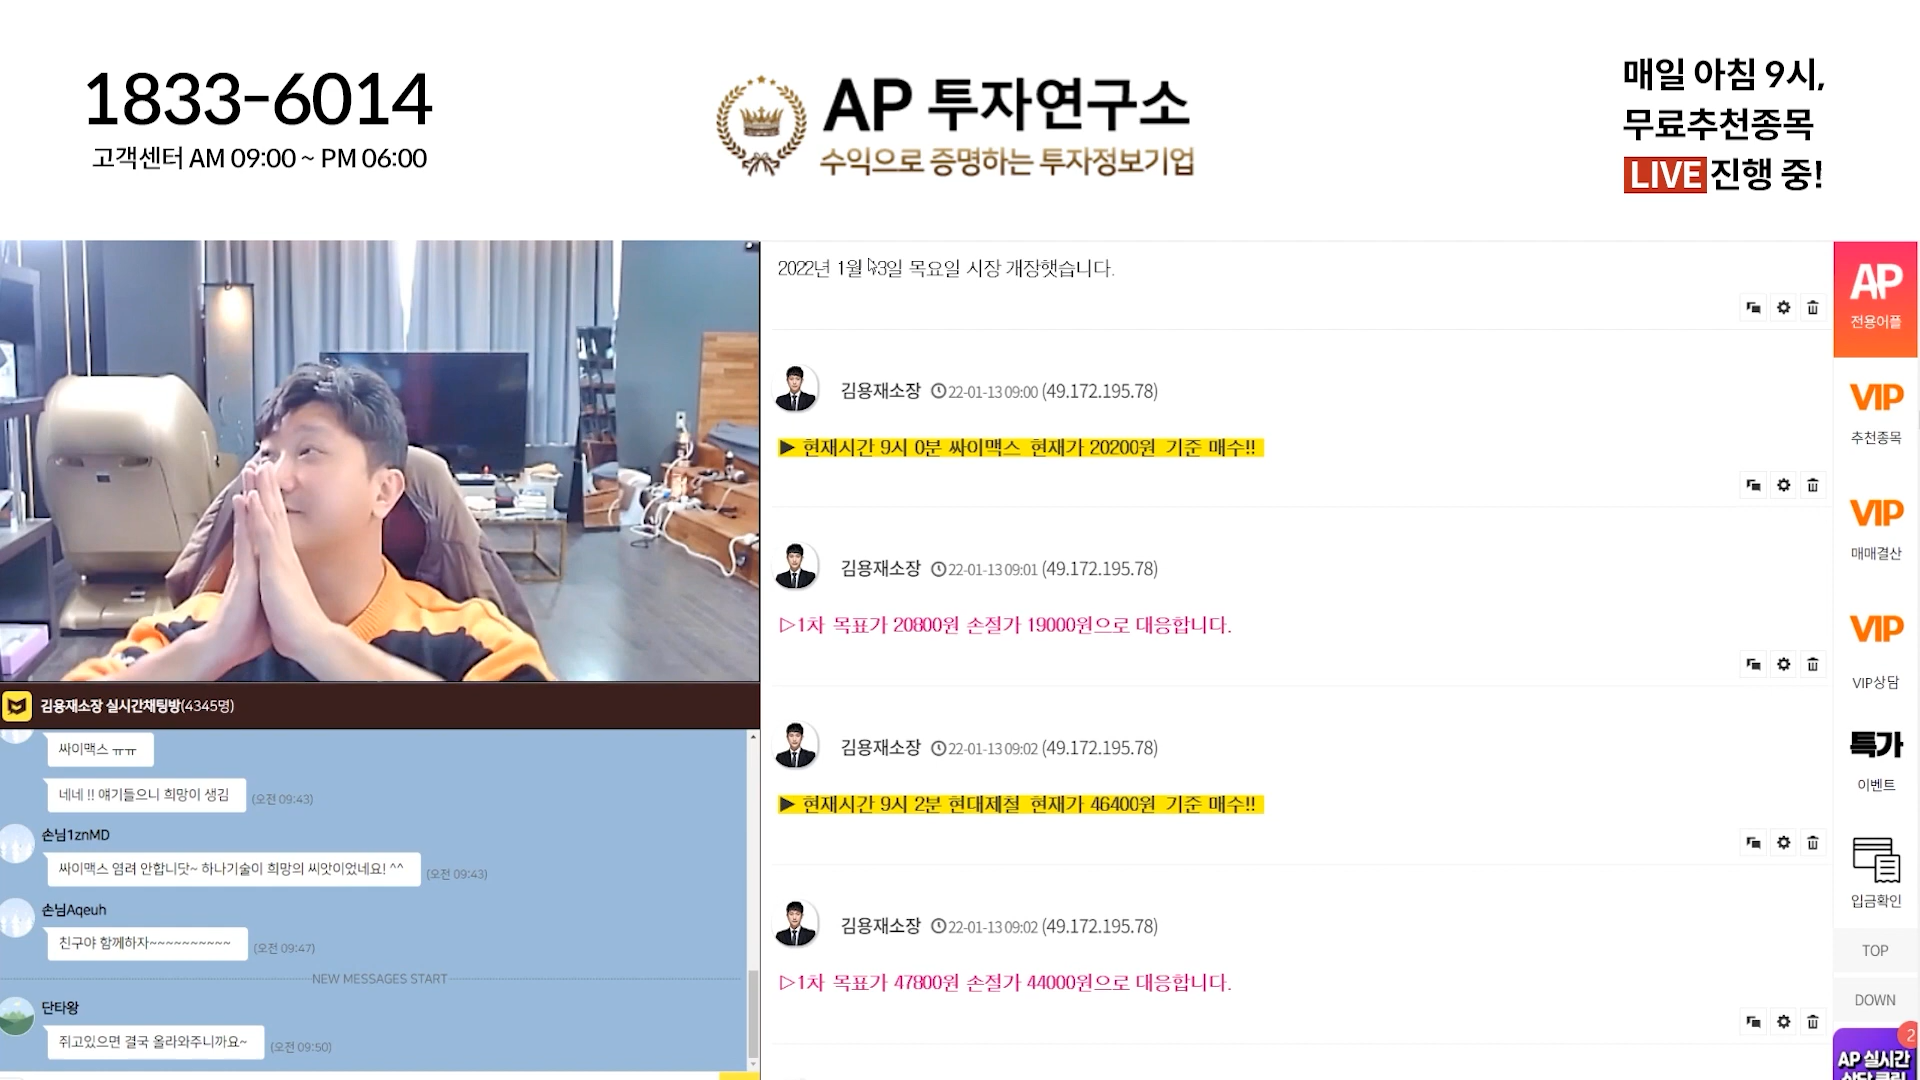 1833-6014
고객센터 AM 09:00 ~ PM 06:00
AP 투자연구소
수익으로 증명하는 투자정보기업
매일 아침 9시,
무료추천종목
LIVE 진행 중!
김용재소장 실시간채팅방(4345명)
싸이맥스 ㅠㅠ
네네 !! 얘기들으니 희망이 생김 (오전 09:43)
손님1znMD
싸이맥스 염려 안합니닷~ 하나기술이 희망의 씨앗이었네요! ^^ (오전 09:43)
손님Aqeuh
친구야 함께하자~~~~~~~~~~ (오전 09:47)
NEW MESSAGES START
단타왕
쥐고있으면 결국 올라와주니까요~ (오전 09:50)
2022년 1월 13일 목요일 시장 개장햇습니다.
김용재소장 22-01-13 09:00 (49.172.195.78)
▶ 현재시간 9시 0분 싸이맥스 현재가 20200원 기준 매수!!
김용재소장 22-01-13 09:01 (49.172.195.78)
▷1차 목표가 20800원 손절가 19000원으로 대응합니다.
김용재소장 22-01-13 09:02 (49.172.195.78)
▶ 현재시간 9시 2분 현대제철 현재가 46400원 기준 매수!!
김용재소장 22-01-13 09:02 (49.172.195.78)
▷1차 목표가 47800원 손절가 44000원으로 대응합니다.
AP
전용어플
VIP
추천종목
VIP
매매결산
VIP
VIP상담
특가
이벤트
입금확인
TOP
DOWN
2
AP 실시간